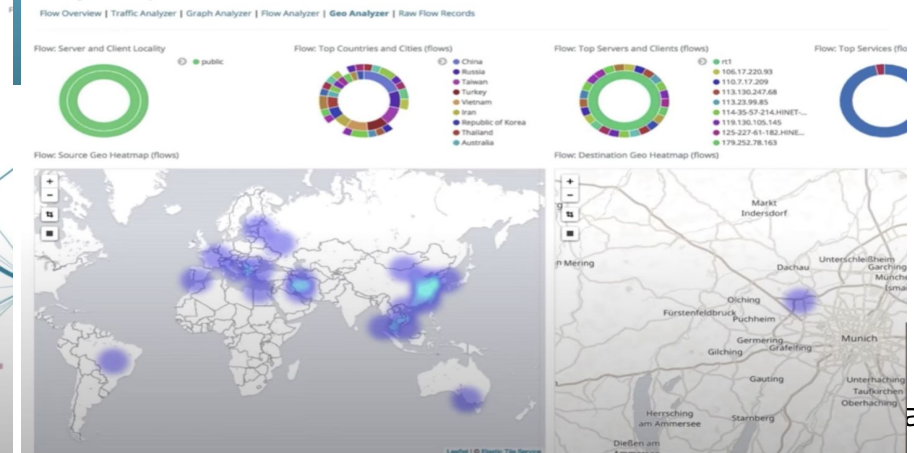 Flow Overview | Traffic Analyzer | Graph Analyzer | Flow Analyzer | Geo Analyzer | Raw Flow Records
Flow: Server and Client Locality
public
Flow: Top Countries and Cities (flows)
China
Russia
Taiwan
Turkey
Vietnam
Iran
Republic of Korea
Thailand
Australia
Flow: Top Servers and Clients (flows)
rt1
106.17.220.93
110.7.17.209
113.130.247.68
113.23.99.85
114-35-57-214.HINET-...
119.130.105.145
125-227-61-182.HINE...
179.252.78.163
Flow: Top Services (flo
Flow: Source Geo Heatmap (flows)
+
−
Leaflet | © Elastic Tile Service
Flow: Destination Geo Heatmap (flows)
+
−
Markt
Indersdorf
Mering
Unterschleißheim
Dachau
Garching
Olching
Fürstenfeldbruck
Puchheim
Munich
Germering
Gräfelfing
Gilching
Gauting
Unterhaching
Taufkirchen
Oberhaching
Herrsching
am Ammersee
Starnberg
Dießen am